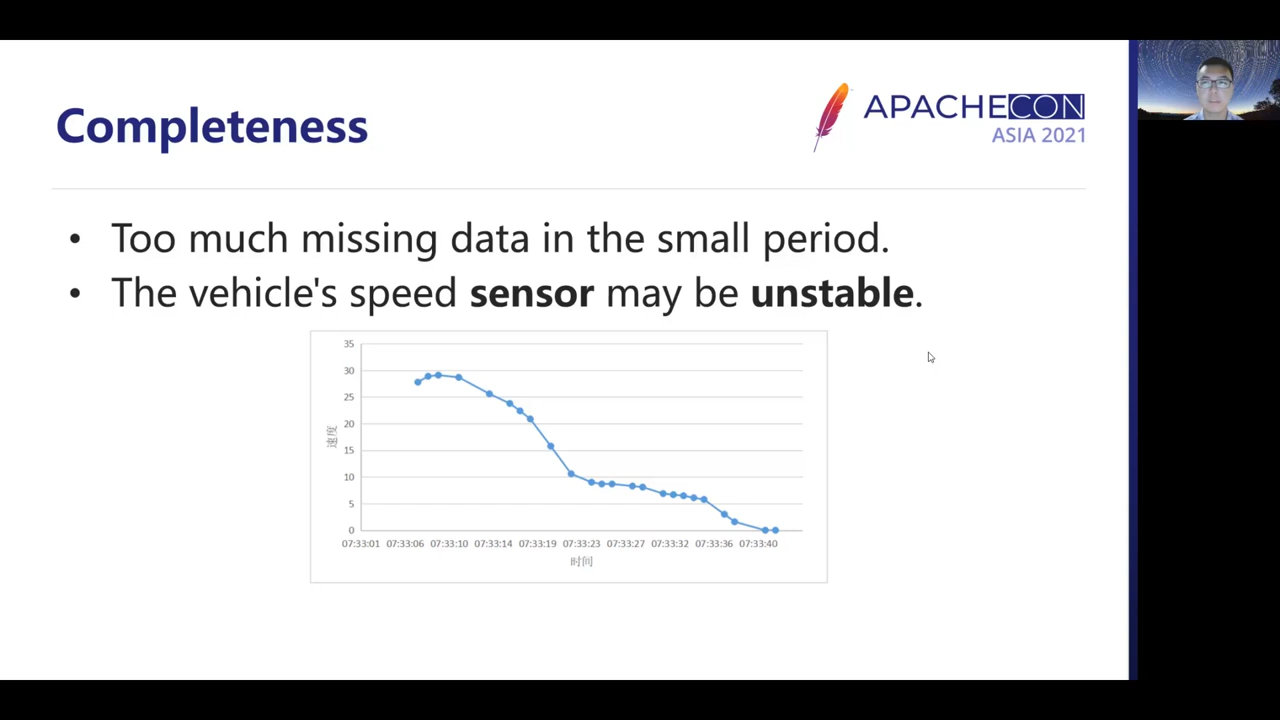 Completeness
APACHECON
ASIA 2021
• Too much missing data in the small period.
• The vehicle's speed sensor may be unstable.
35
30
25
20
15
10
5
0
速度
07:33:01 07:33:06 07:33:10 07:33:14 07:33:19 07:33:23 07:33:27 07:33:32 07:33:36 07:33:40
时间